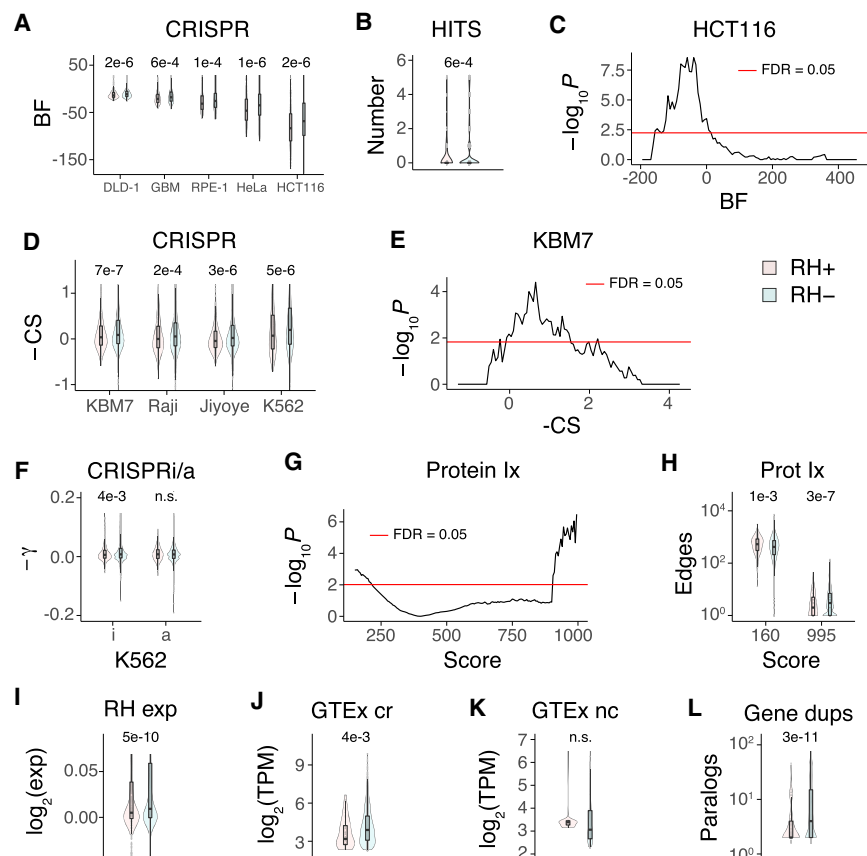 A
CRISPR
2e-6 6e-4 1e-4 1e-6 2e-6
50
-50
-150
BF
DLD-1 GBM RPE-1 HeLa HCT116
B
HITS
6e-4
6
4
2
0
Number
C
HCT116
FDR = 0.05
7.5
5.0
2.5
0.0
−log10P
-200 0 200 400
BF
D
CRISPR
7e-7 2e-4 3e-6 5e-6
1
0
-1
−CS
KBM7 Raji Jiyoye K562
E
KBM7
FDR = 0.05
4
2
0
−log10P
0 2 4
-CS
RH+
RH−
F
CRISPRi/a
4e-3 n.s.
0.2
0.0
-0.2
−γ
i a
K562
G
Protein Ix
FDR = 0.05
6
4
2
0
−log10P
250 500 750 1000
Score
H
Prot Ix
1e-3 3e-7
10^4
10^2
10^0
Edges
160 995
Score
I
RH exp
5e-10
0.05
0.00
log2(exp)
J
GTEx cr
4e-3
9
6
3
log2(TPM)
K
GTEx nc
n.s.
7
6
5
4
3
2
log2(TPM)
L
Gene dups
3e-11
10^2
10^1
10^0
Paralogs